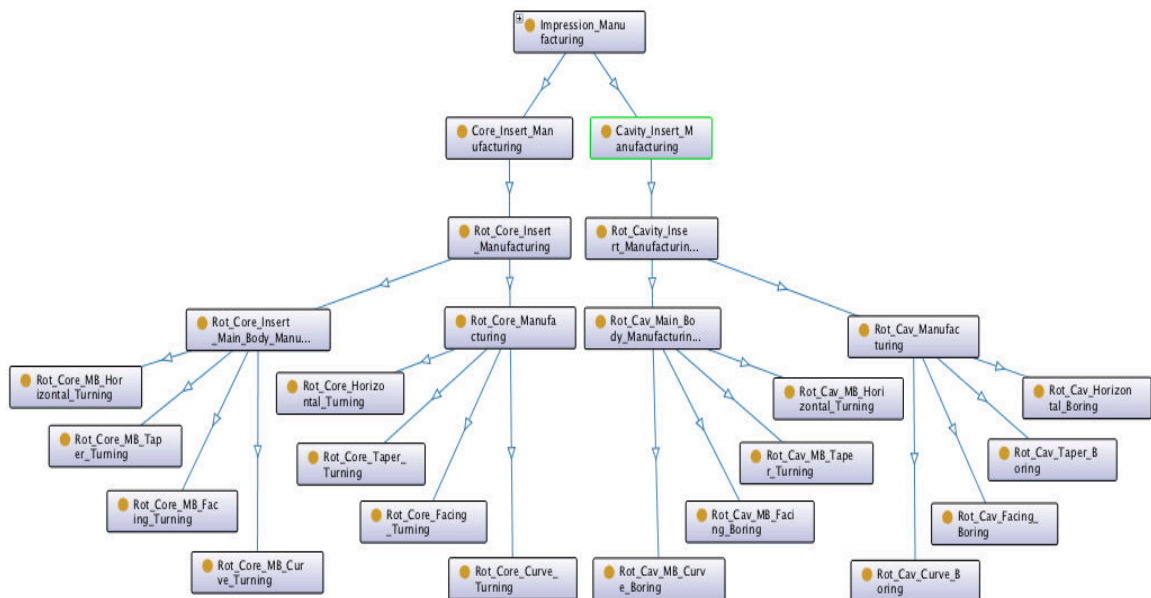 Impression_Manu
facturing
Core_Insert_Man
ufacturing
Cavity_Insert_M
anufacturing
Rot_Core_Insert
_Manufacturing
Rot_Cavity_Inse
rt_Manufacturin...
Rot_Core_Insert
_Main_Body_Manu...
Rot_Core_Manufa
cturing
Rot_Cav_Main_Bo
dy_Manufacturin...
Rot_Cav_Manufac
turing
Rot_Core_MB_Hor
izontal_Turning
Rot_Core_Horizo
ntal_Turning
Rot_Cav_MB_Hori
zontal_Turning
Rot_Cav_Horizon
tal_Boring
Rot_Core_MB_Tap
er_Turning
Rot_Core_Taper_
Turning
Rot_Cav_MB_Tape
r_Turning
Rot_Cav_Taper_B
oring
Rot_Core_MB_Fac
ing_Turning
Rot_Core_Facing
_Turning
Rot_Cav_MB_Faci
ng_Boring
Rot_Cav_Facing_
Boring
Rot_Core_MB_Cur
ve_Turning
Rot_Core_Curve_
Turning
Rot_Cav_MB_Curv
e_Boring
Rot_Cav_Curve_B
oring